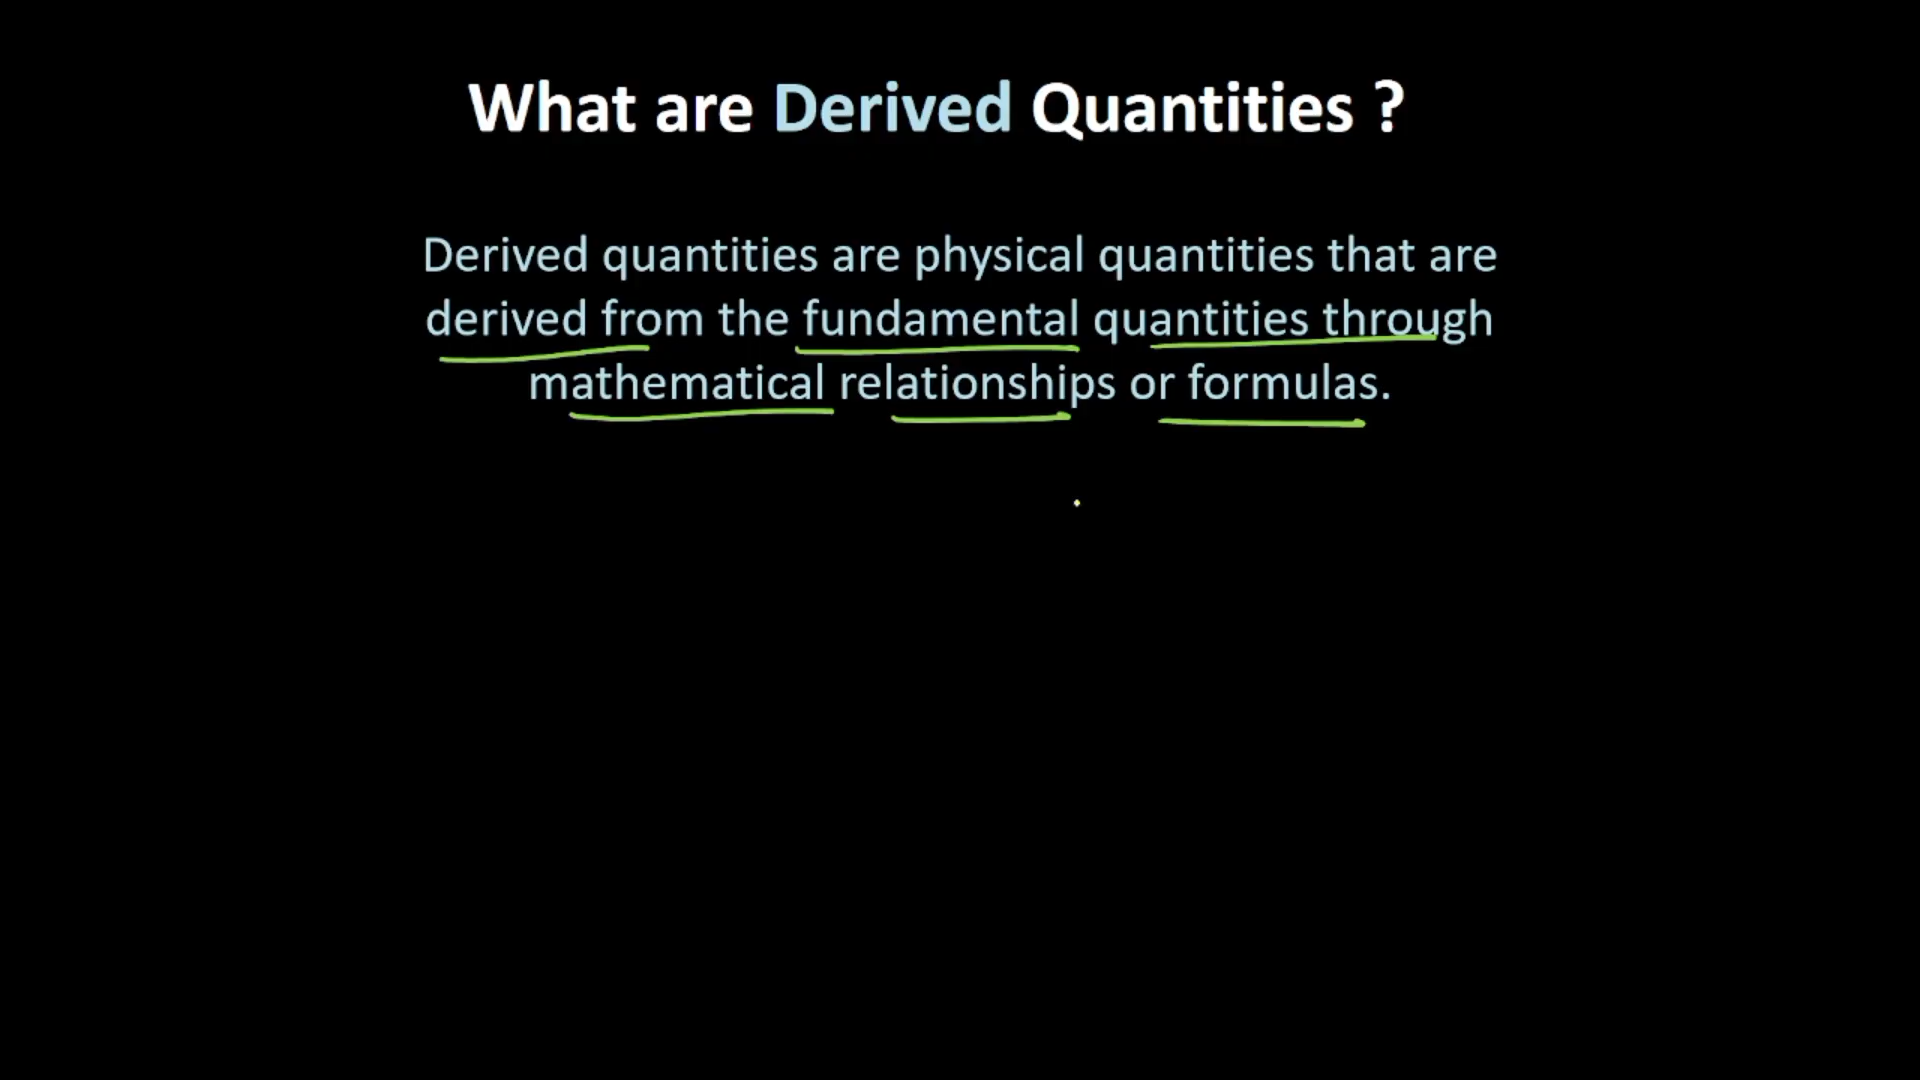 What are Derived Quantities ?
Derived quantities are physical quantities that are
derived from the fundamental quantities through
mathematical relationships or formulas.